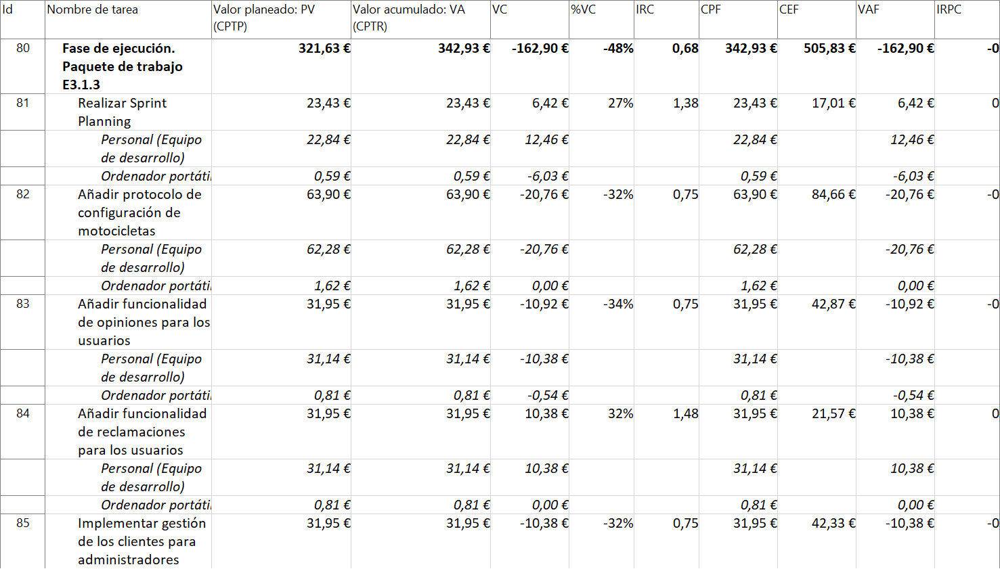 Id Nombre de tarea Valor planeado: PV Valor acumulado: VA VC %VC IRC CPF CEF VAF IRPC
(CPTP) (CPTR)
80 Fase de ejecución. 321,63 € 342,93 € -162,90 € -48% 0,68 342,93 € 505,83 € -162,90 € -0
Paquete de trabajo
E3.1.3
81 Realizar Sprint 23,43 € 23,43 € 6,42 € 27% 1,38 23,43 € 17,01 € 6,42 € 0
Planning
Personal (Equipo 22,84 € 22,84 € 12,46 € 22,84 € 12,46 €
de desarrollo)
Ordenador portáti 0,59 € 0,59 € -6,03 € 0,59 € -6,03 €
82 Añadir protocolo de 63,90 € 63,90 € -20,76 € -32% 0,75 63,90 € 84,66 € -20,76 € -0
configuración de
motocicletas
Personal (Equipo 62,28 € 62,28 € -20,76 € 62,28 € -20,76 €
de desarrollo)
Ordenador portáti 1,62 € 1,62 € 0,00 € 1,62 € 0,00 €
83 Añadir funcionalidad 31,95 € 31,95 € -10,92 € -34% 0,75 31,95 € 42,87 € -10,92 € -0
de opiniones para los
usuarios
Personal (Equipo 31,14 € 31,14 € -10,38 € 31,14 € -10,38 €
de desarrollo)
Ordenador portáti 0,81 € 0,81 € -0,54 € 0,81 € -0,54 €
84 Añadir funcionalidad 31,95 € 31,95 € 10,38 € 32% 1,48 31,95 € 21,57 € 10,38 € 0
de reclamaciones
para los usuarios
Personal (Equipo 31,14 € 31,14 € 10,38 € 31,14 € 10,38 €
de desarrollo)
Ordenador portáti 0,81 € 0,81 € 0,00 € 0,81 € 0,00 €
85 Implementar gestión 31,95 € 31,95 € -10,38 € -32% 0,75 31,95 € 42,33 € -10,38 € -0
de los clientes para
administradores